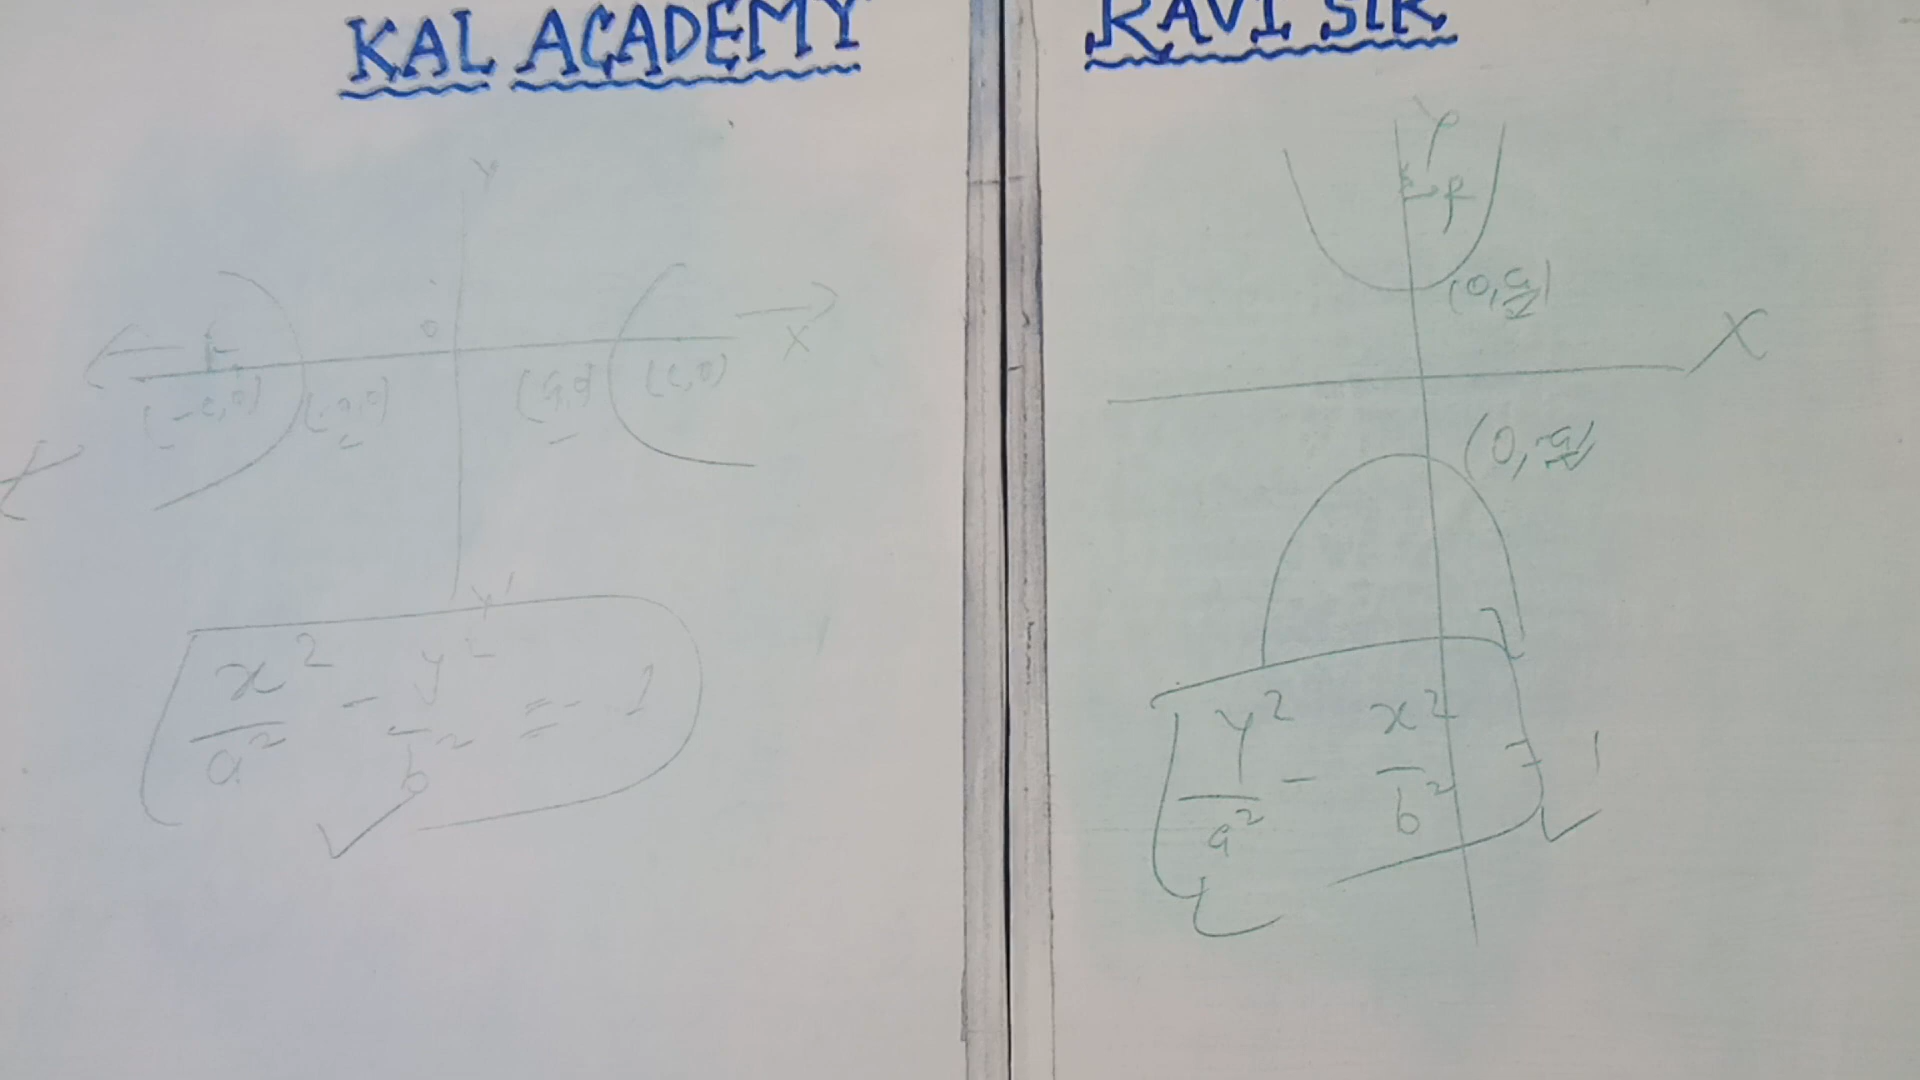 KAL ACADEMY
Y
O
X
(-c,0) (-a,0) (a,0) (c,0)
Y'
x²/a² - y²/b² = - 1
RAVI SIR
Y
(0,a)
X
(0,-a)
y²/a² - x²/b² = 1